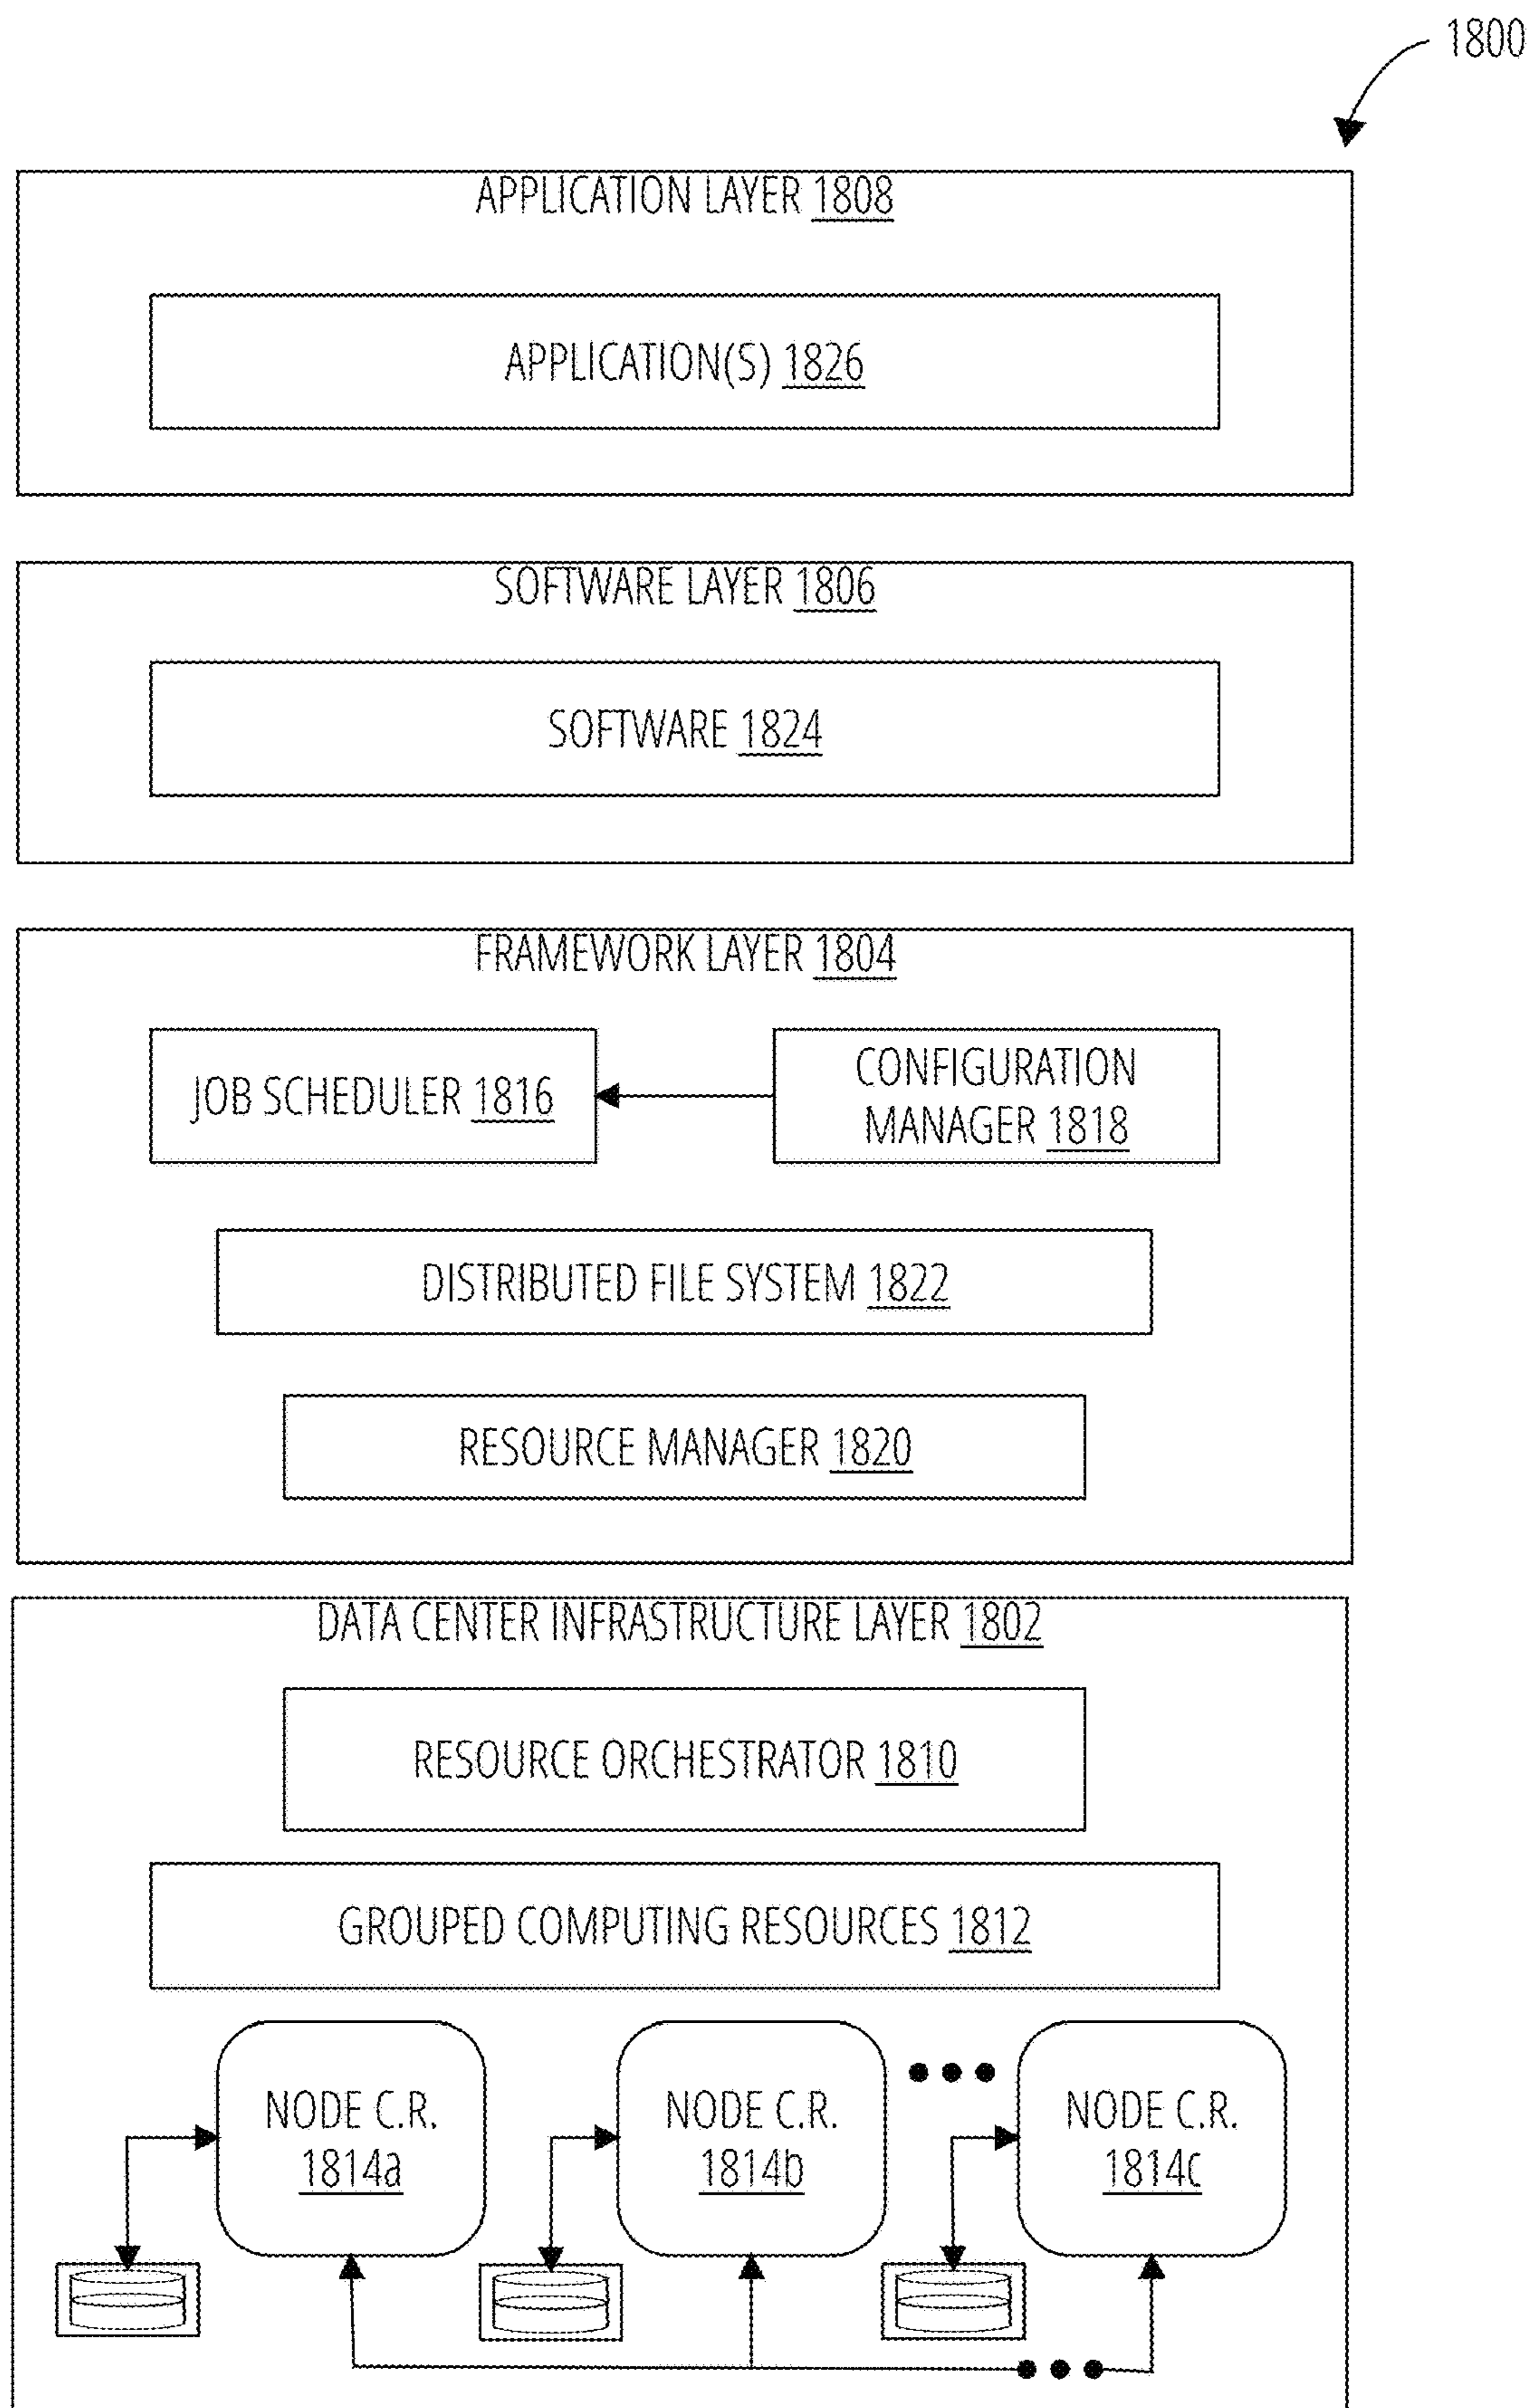 1800
APPLICATION LAYER 1808
APPLICATION(S) 1826
SOFTWARE LAYER 1806
SOFTWARE 1824
FRAMEWORK LAYER 1804
JOB SCHEDULER 1816
CONFIGURATION
MANAGER 1818
DISTRIBUTED FILE SYSTEM 1822
RESOURCE MANAGER 1820
DATA CENTER INFRASTRUCTURE LAYER 1802
RESOURCE ORCHESTRATOR 1810
GROUPED COMPUTING RESOURCES 1812
NODE C.R.
1814a
NODE C.R.
1814b
NODE C.R.
1814c